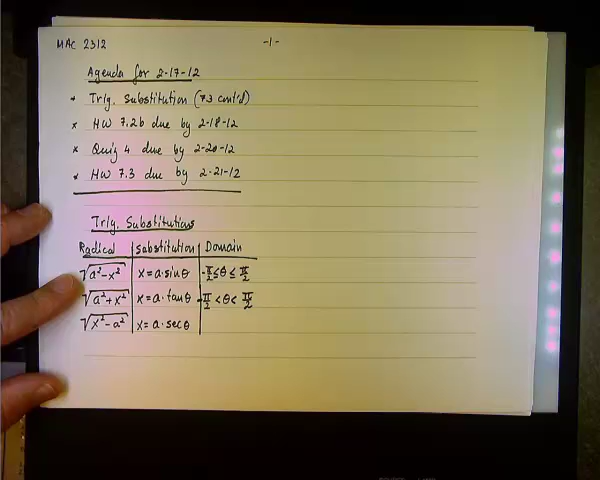 MAC 2312 -1-
Agenda for 2-17-12
* Trig. Substitution (7.3 cont'd)
* HW 7.2b due by 2-18-12
* Quiz 4 due by 2-20-12
* HW 7.3 due by 2-21-12
Trig. Substitutions
Radical Substitution Domain
√(a²-x²) x=a·sinθ -π/2≤θ≤π/2
√(a²+x²) x=a·tanθ -π/2<θ<π/2
√(x²-a²) x=a·secθ